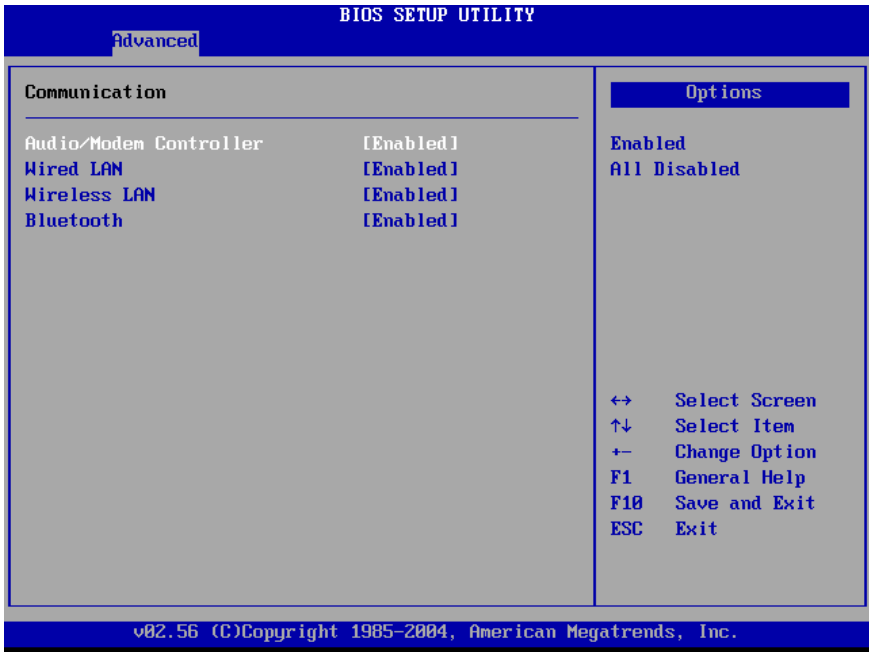 BIOS SETUP UTILITY
Advanced
Communication
Audio/Modem Controller [Enabled]
Wired LAN [Enabled]
Wireless LAN [Enabled]
Bluetooth [Enabled]
Options
Enabled
All Disabled
↔ Select Screen
↑↓ Select Item
+- Change Option
F1 General Help
F10 Save and Exit
ESC Exit
v02.56 (C)Copyright 1985-2004, American Megatrends, Inc.